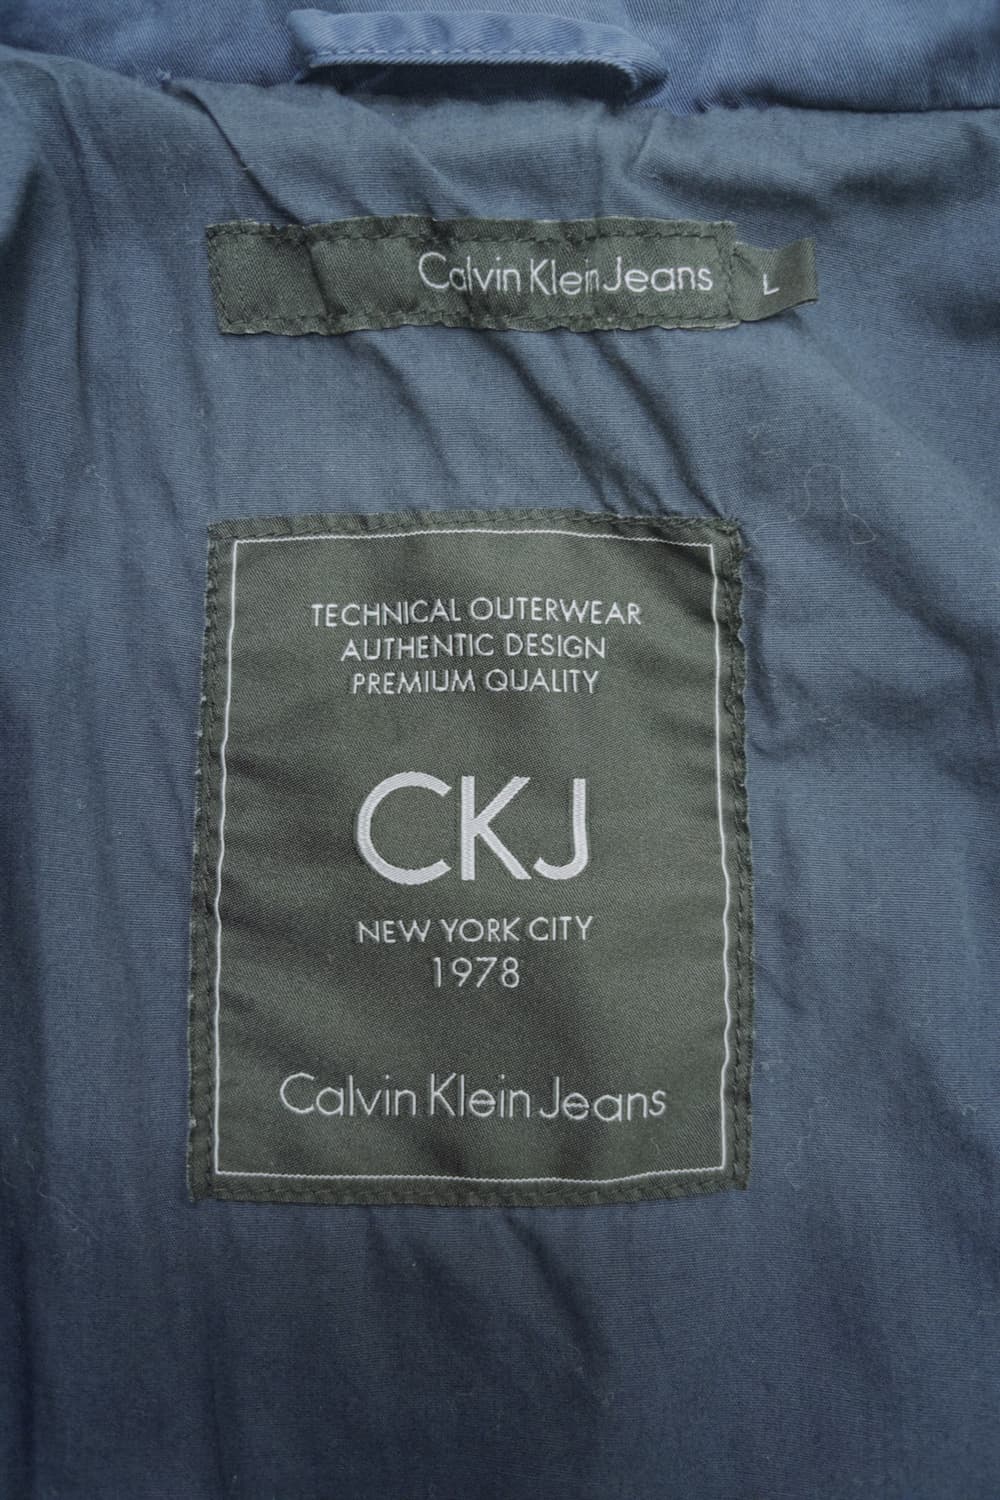 Calvin Klein Jeans
L
TECHNICAL OUTERWEAR
AUTHENTIC DESIGN
PREMIUM QUALITY
CKJ
NEW YORK CITY
1978
Calvin Klein Jeans